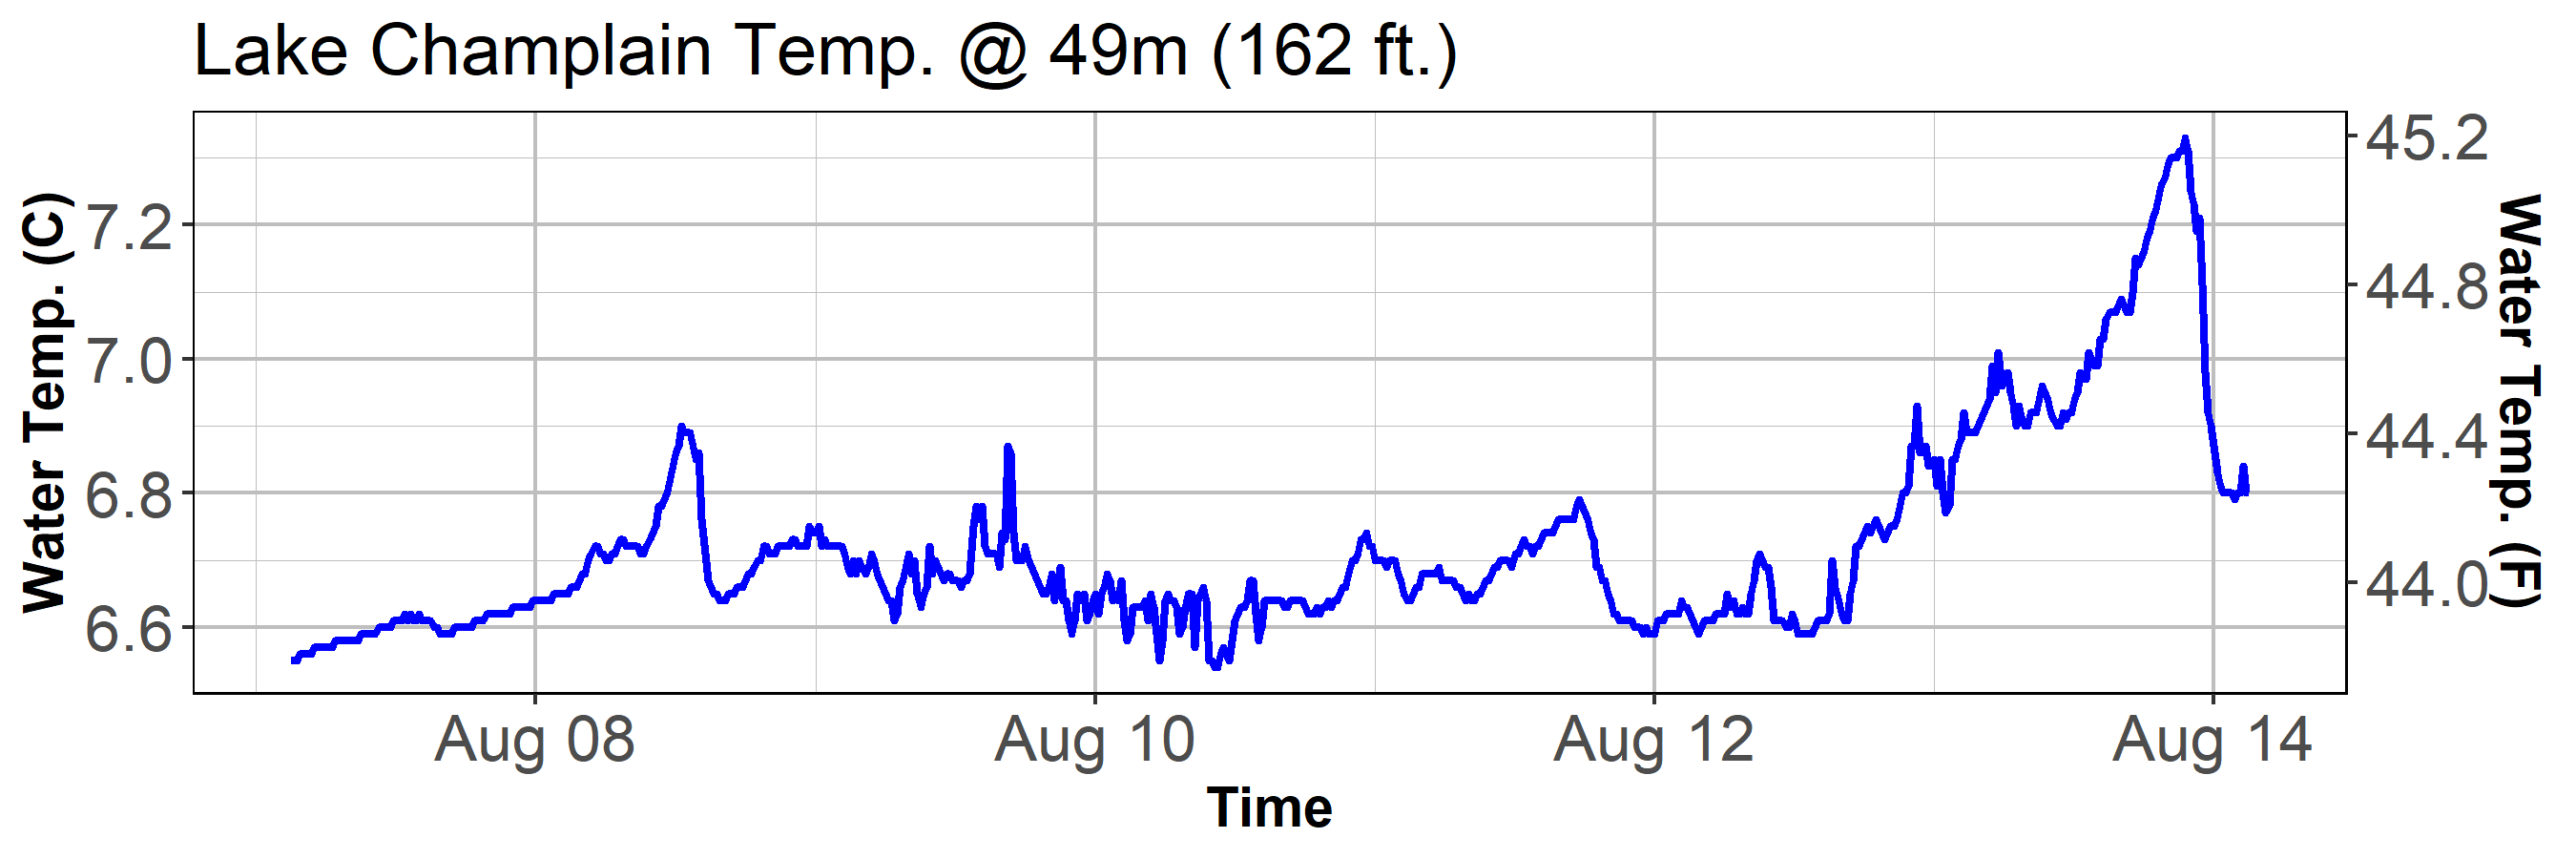 Lake Champlain Temp. @ 49m (162 ft.)
Water Temp. (C)
7.2
7.0
6.8
6.6
45.2
44.8
44.4
44.0
Water Temp. (F)
Aug 08
Aug 10
Aug 12
Aug 14
Time